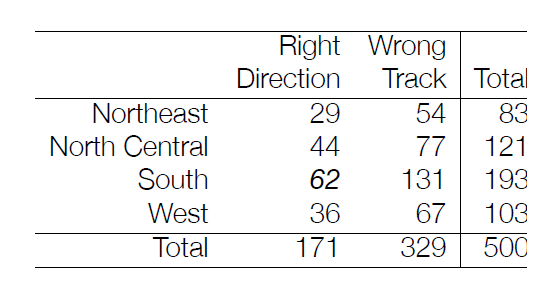 Right Wrong
Direction Track Total
Northeast 29 54 83
North Central 44 77 121
South 62 131 193
West 36 67 103
Total 171 329 500